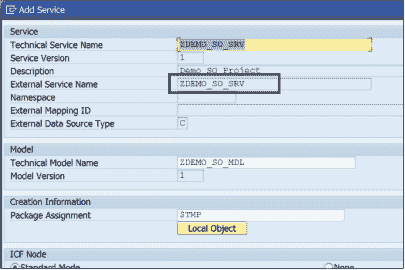 Add Service
Service
Technical Service Name ZDEMO_SO_SRV
Service Version 1
Description Demo SO Project
External Service Name ZDEMO_SO_SRV
Namespace
External Mapping ID
External Data Source Type C
Model
Technical Model Name ZDEMO_SO_MDL
Model Version 1
Creation Information
Package Assignment $TMP
Local Object
ICF Node
Standard Mode None